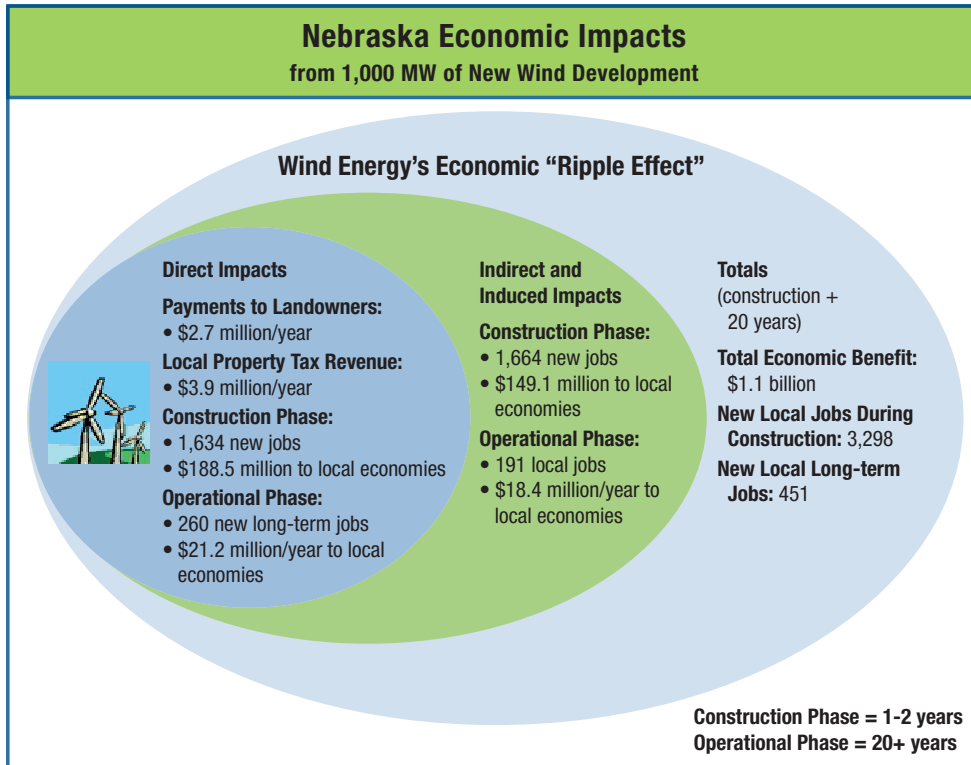 Nebraska Economic Impacts
from 1,000 MW of New Wind Development
Wind Energy’s Economic “Ripple Effect”
Direct Impacts
Payments to Landowners:
• $2.7 million/year
Local Property Tax Revenue:
• $3.9 million/year
Construction Phase:
• 1,634 new jobs
• $188.5 million to local economies
Operational Phase:
• 260 new long-term jobs
• $21.2 million/year to local
economies
Indirect and
Induced Impacts
Construction Phase:
• 1,664 new jobs
• $149.1 million to local
economies
Operational Phase:
• 191 local jobs
• $18.4 million/year to
local economies
Totals
(construction +
20 years)
Total Economic Benefit:
$1.1 billion
New Local Jobs During
Construction: 3,298
New Local Long-term
Jobs: 451
Construction Phase = 1-2 years
Operational Phase = 20+ years